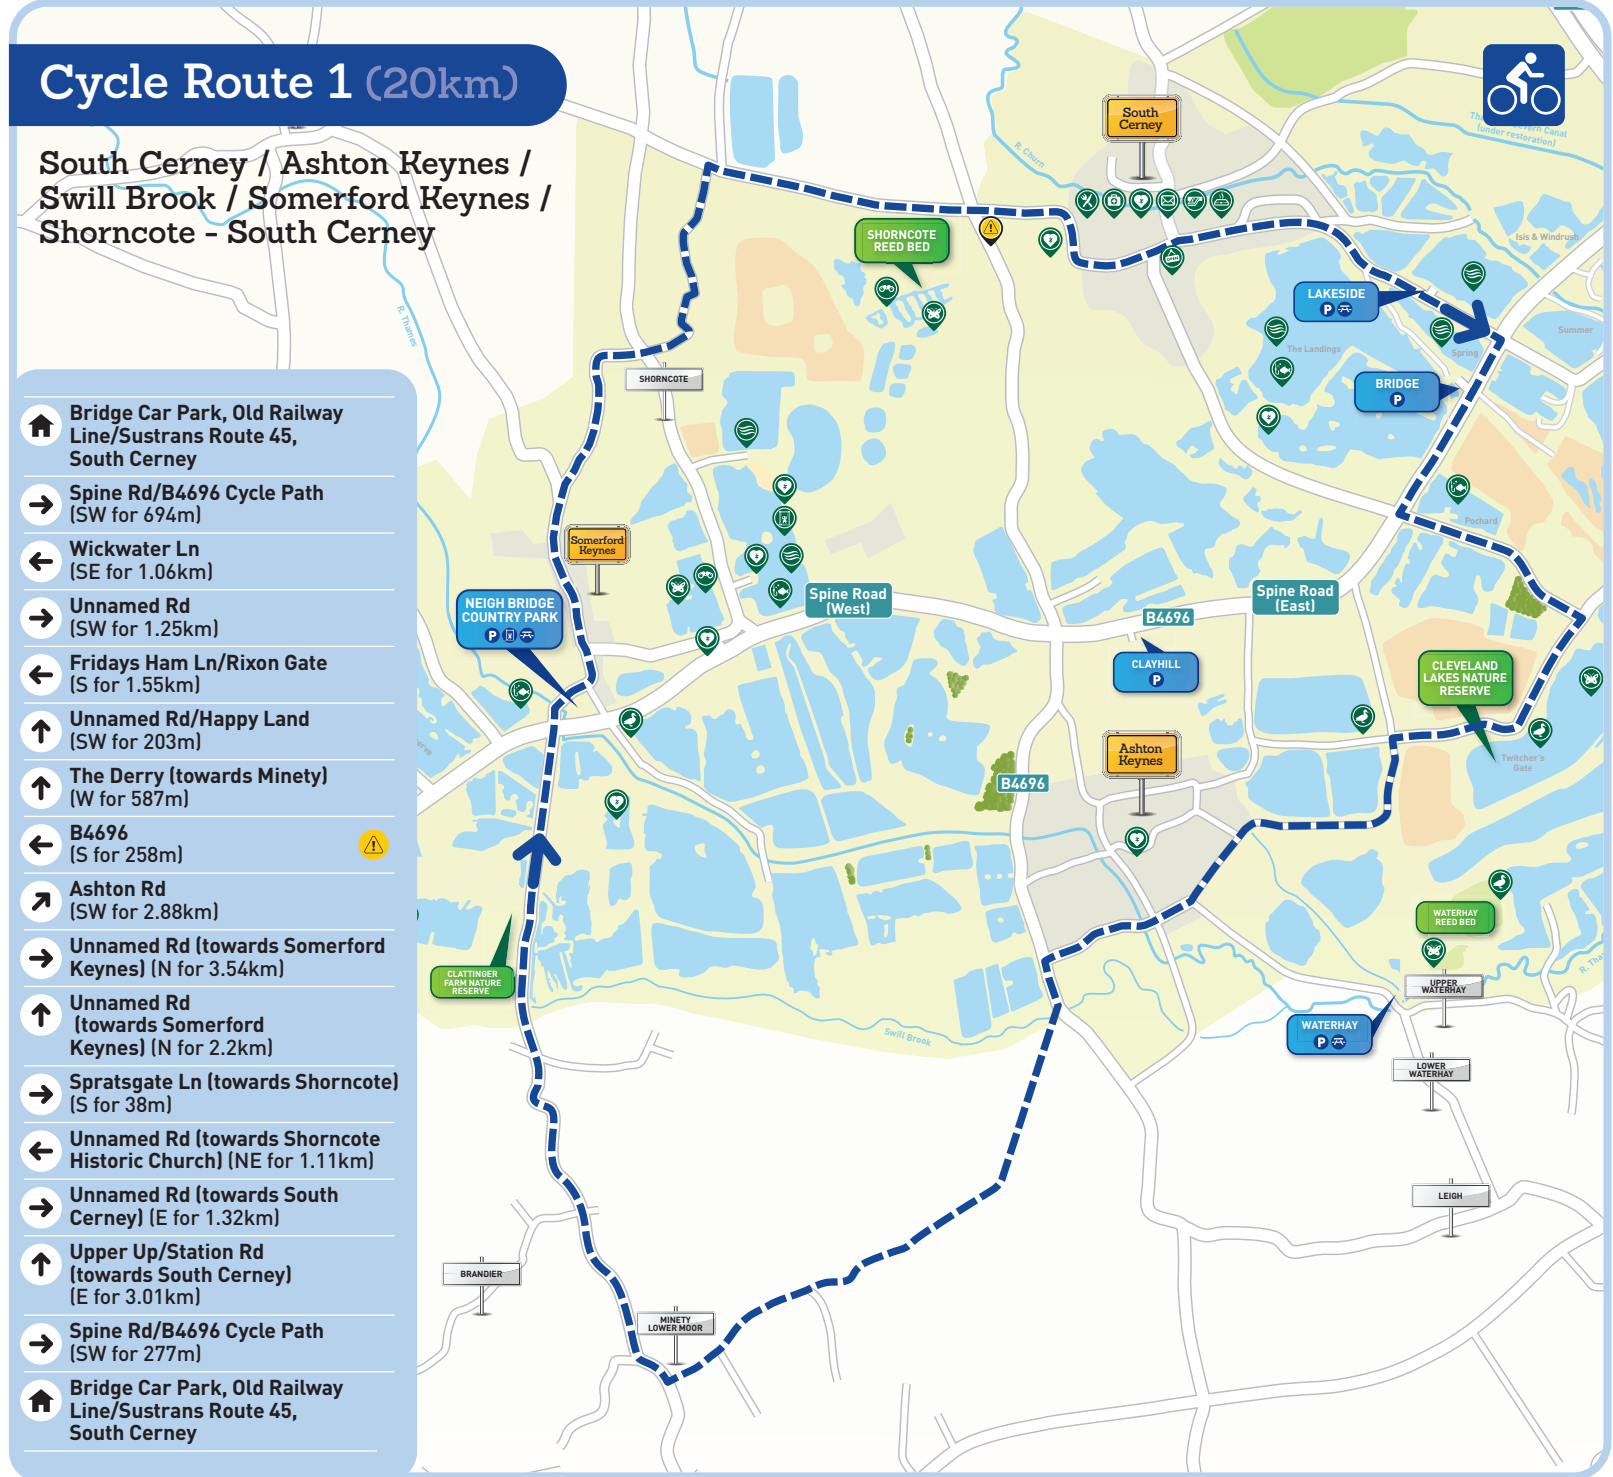 Cycle Route 1 (20km)
South Cerney / Ashton Keynes /
Swill Brook / Somerford Keynes /
Shorncote - South Cerney
Bridge Car Park, Old Railway
Line/Sustrans Route 45,
South Cerney
Spine Rd/B4696 Cycle Path
(SW for 694m)
Wickwater Ln
(SE for 1.06km)
Unnamed Rd
(SW for 1.25km)
Fridays Ham Ln/Rixon Gate
(S for 1.55km)
Unnamed Rd/Happy Land
(SW for 203m)
The Derry (towards Minety)
(W for 587m)
B4696
(S for 258m)
Ashton Rd
(SW for 2.88km)
Unnamed Rd (towards Somerford
Keynes) (N for 3.54km)
Unnamed Rd
(towards Somerford
Keynes) (N for 2.2km)
Spratsgate Ln (towards Shorncote)
(S for 38m)
Unnamed Rd (towards Shorncote
Historic Church) (NE for 1.11km)
Unnamed Rd (towards South
Cerney) (E for 1.32km)
Upper Up/Station Rd
(towards South Cerney)
(E for 3.01km)
Spine Rd/B4696 Cycle Path
(SW for 277m)
Bridge Car Park, Old Railway
Line/Sustrans Route 45,
South Cerney
South
Cerney
R. Churn
Canal
(under restoration)
SHORNCOTE
REED BED
OPEN
Isis & Windrush
LAKESIDE
P
R. Thames
The Landings
Spring
Summer
SHORNCOTE
BRIDGE
P
Pochard
Somerford
Keynes
NEIGH BRIDGE
COUNTRY PARK
P
Spine Road
(West)
Spine Road
(East)
B4696
CLAYHILL
P
CLEVELAND
LAKES NATURE
RESERVE
Ashton
Keynes
B4696
Twitcher's
Gate
WATERHAY
REED BED
CLATTINGER
FARM NATURE
RESERVE
UPPER
WATERHAY
Swill Brook
WATERHAY
P
LOWER
WATERHAY
LEIGH
BRANDIER
MINETY
LOWER MOOR